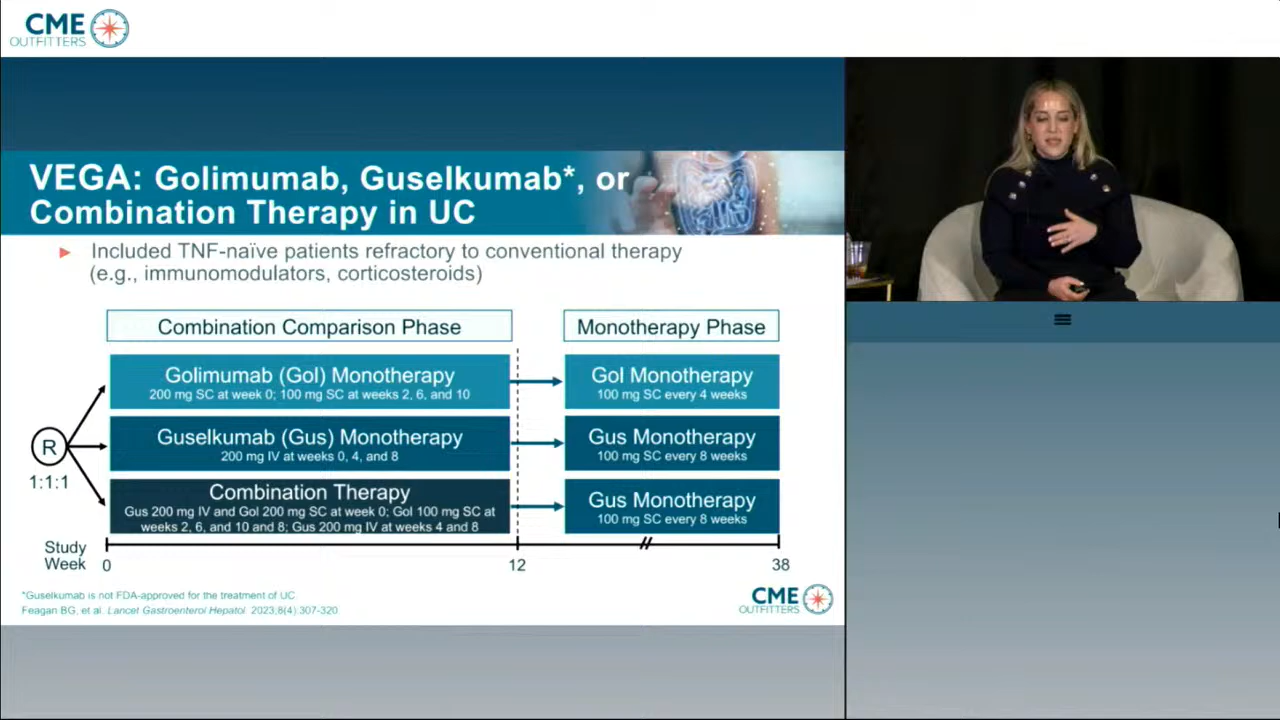 CME
OUTFITTERS
VEGA: Golimumab, Guselkumab*, or
Combination Therapy in UC
Included TNF-naïve patients refractory to conventional therapy
(e.g., immunomodulators, corticosteroids)
Combination Comparison Phase
Monotherapy Phase
Golimumab (Gol) Monotherapy
200 mg SC at week 0; 100 mg SC at weeks 2, 6, and 10
Gol Monotherapy
100 mg SC every 4 weeks
R
1:1:1
Guselkumab (Gus) Monotherapy
200 mg IV at weeks 0, 4, and 8
Gus Monotherapy
100 mg SC every 8 weeks
Combination Therapy
Gus 200 mg IV and Gol 200 mg SC at week 0; Gol 100 mg SC at
weeks 2, 6, and 10 and 8; Gus 200 mg IV at weeks 4 and 8
Gus Monotherapy
100 mg SC every 8 weeks
Study
Week
0
12
38
*Guselkumab is not FDA-approved for the treatment of UC.
Feagan BG, et al. Lancet Gastroenterol Hepatol. 2023;8(4):307-320
CME
OUTFITTERS